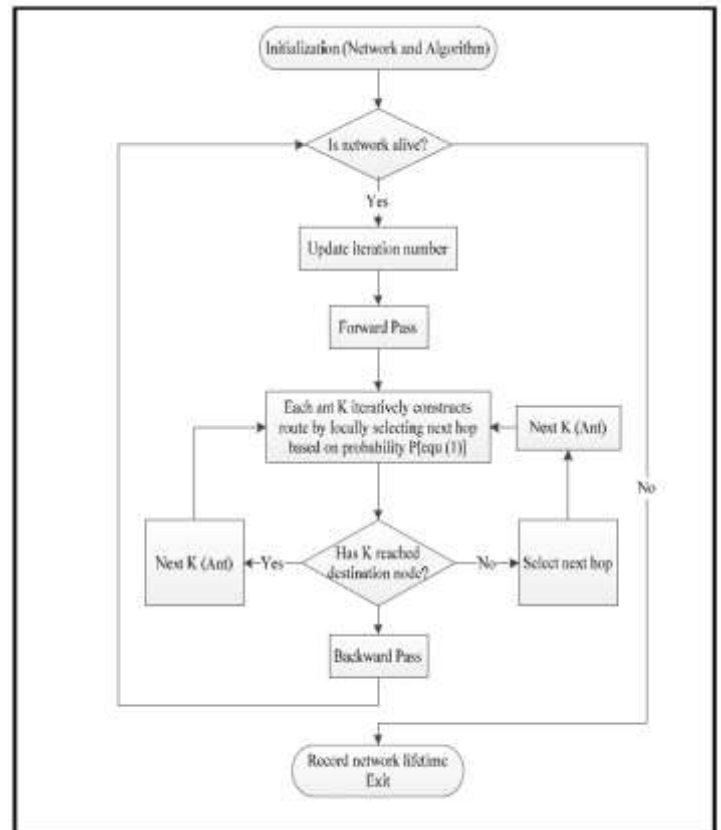 Initialization (Network and Algorithm)
Is network alive?
Yes
Update iteration number
Forward Pass
Each ant K iteratively constructs
route by locally selecting next hop
based on probability P[equ (1)]
Next K (Ant)
No
Next K (Ant)
Yes
Has K reached
destination node?
No
Select next hop
Backward Pass
Record network lifetime
Exit